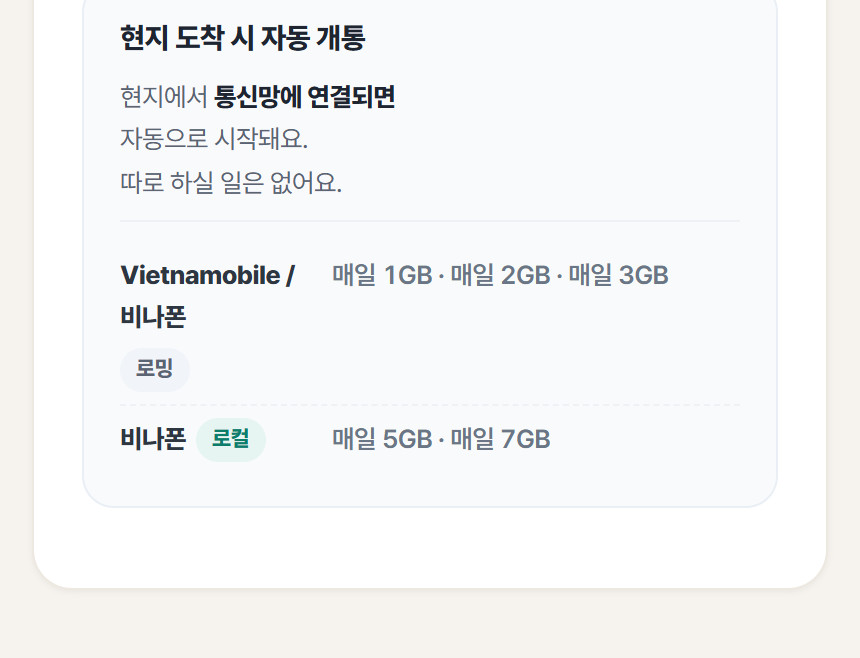 현지 도착 시 자동 개통
현지에서 통신망에 연결되면
자동으로 시작돼요.
따로 하실 일은 없어요.
Vietnamobile / 매일 1GB · 매일 2GB · 매일 3GB
비나폰
로밍
비나폰 로컬 매일 5GB · 매일 7GB